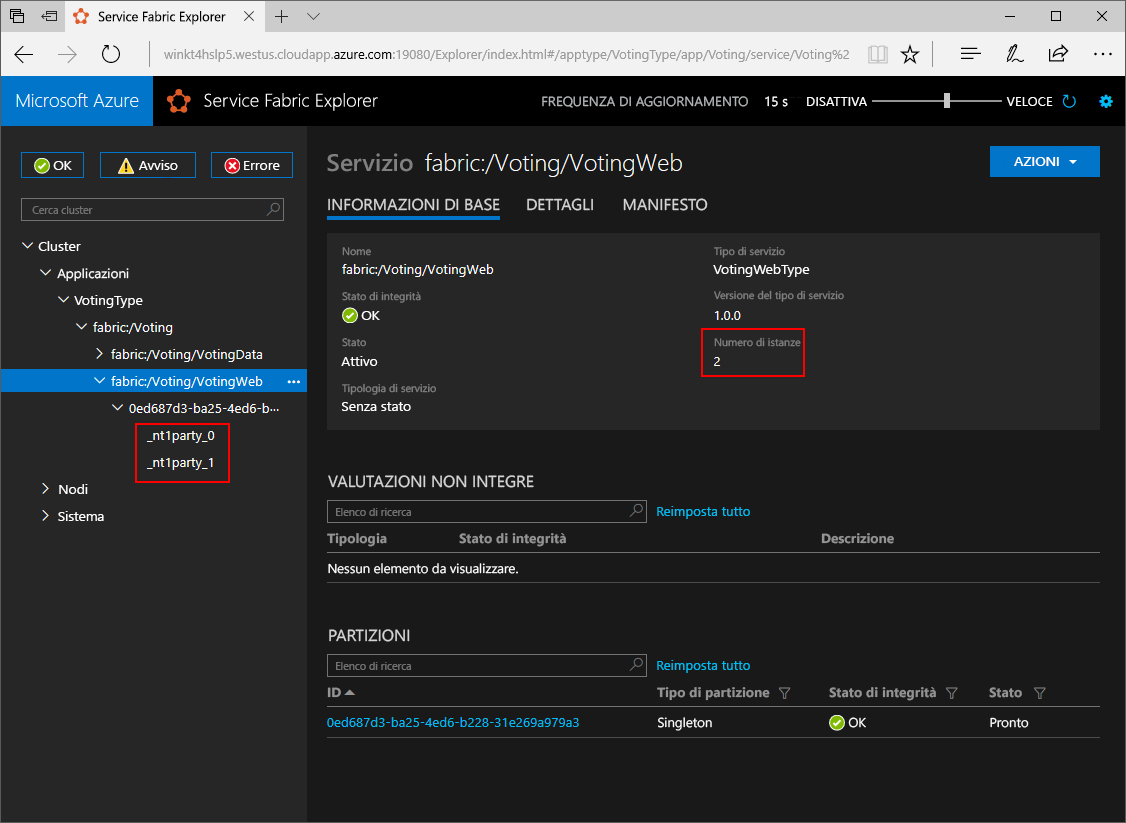 Service Fabric Explorer
winkt4hslp5.westus.cloudapp.azure.com:19080/Explorer/index.html#/apptype/VotingType/app/Voting/service/Voting%2
Microsoft Azure
Service Fabric Explorer
FREQUENZA DI AGGIORNAMENTO 15 s DISATTIVA VELOCE
OK Avviso Errore
Cerca cluster
Cluster
Applicazioni
VotingType
fabric:/Voting
fabric:/Voting/VotingData
fabric:/Voting/VotingWeb
0ed687d3-ba25-4ed6-b...
_nt1party_0
_nt1party_1
Nodi
Sistema
Servizio fabric:/Voting/VotingWeb
AZIONI
INFORMAZIONI DI BASE DETTAGLI MANIFESTO
Nome
fabric:/Voting/VotingWeb
Stato di integrità
OK
Stato
Attivo
Tipologia di servizio
Senza stato
Tipo di servizio
VotingWebType
Versione del tipo di servizio
1.0.0
Numero di istanze
2
VALUTAZIONI NON INTEGRE
Elenco di ricerca Reimposta tutto
Tipologia Stato di integrità Descrizione
Nessun elemento da visualizzare.
PARTIZIONI
Elenco di ricerca Reimposta tutto
ID Tipo di partizione Stato di integrità Stato
0ed687d3-ba25-4ed6-b228-31e269a979a3 Singleton OK Pronto